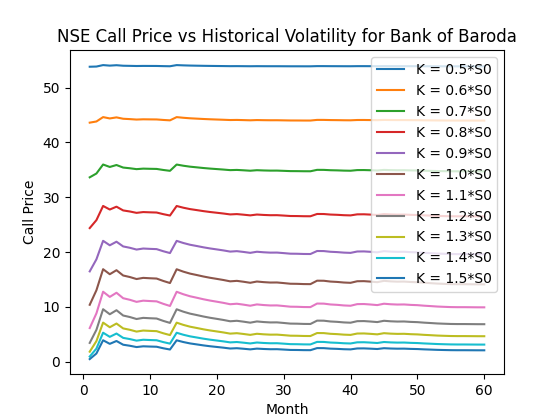 NSE Call Price vs Historical Volatility for Bank of Baroda
Call Price
50
40
30
20
10
0
K = 0.5*S0
K = 0.6*S0
K = 0.7*S0
K = 0.8*S0
K = 0.9*S0
K = 1.0*S0
K = 1.1*S0
K = 1.2*S0
K = 1.3*S0
K = 1.4*S0
K = 1.5*S0
0 10 20 30 40 50 60
Month